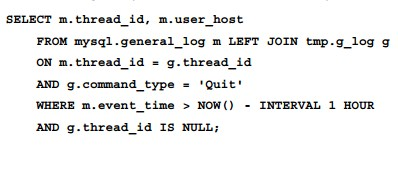 SELECT m.thread_id, m.user_host
FROM mysql.general_log m LEFT JOIN tmp.g_log g
ON m.thread_id = g.thread_id
AND g.command_type = 'Quit'
WHERE m.event_time > NOW() - INTERVAL 1 HOUR
AND g.thread_id IS NULL;